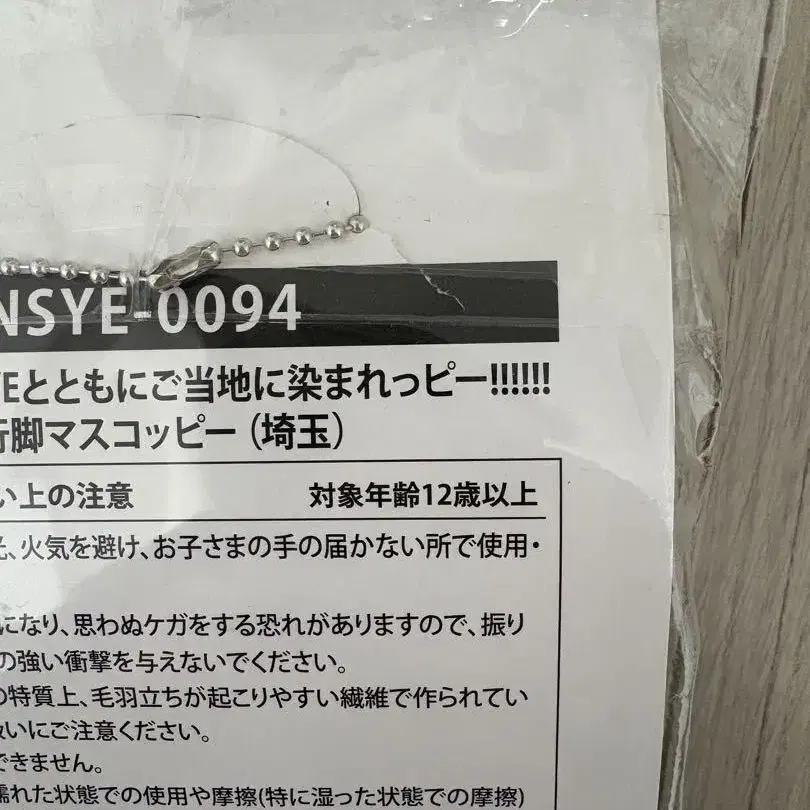 NSYE 0094
YEとともにご当地に染まれっピー!!!!!!
行脚マスコッピー（埼玉）
い上の注意 対象年齢12歳以上
光、火気を避け、お子さまの手の届かない所で使用・
になり、思わぬケガをする恐れがありますので、振り
の強い衝撃を与えないでください。
の特質上、毛羽立ちが起こりやすい繊維で作られてい
扱いにご注意ください。
できません。
濡れた状態での使用や摩擦(特に湿った状態での摩擦)